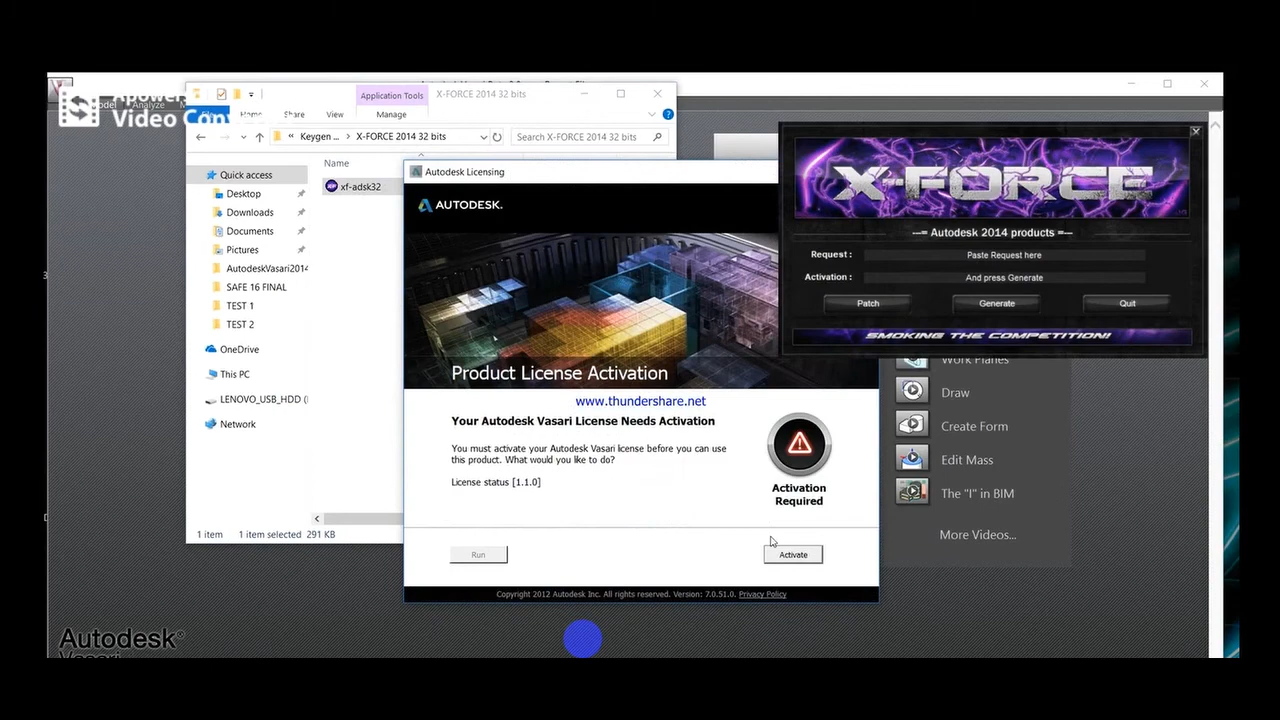 X-FORCE 2014 32 bits
Application Tools
Video Con
Home
Share
View
Manage
Analyze
Keygen ... > X-FORCE 2014 32 bits
Search X-FORCE 2014 32 bits
Name
xf-adsk32
Quick access
Desktop
Downloads
Documents
Pictures
AutodeskVasari2014
SAFE 16 FINAL
TEST 1
TEST 2
OneDrive
This PC
LENOVO_USB_HDD (
Network
1 item
1 item selected 291 KB
Autodesk Licensing
AUTODESK.
Product License Activation
www.thundershare.net
Your Autodesk Vasari License Needs Activation
You must activate your Autodesk Vasari license before you can use
this product. What would you like to do?
License status [1.1.0]
Activation
Required
Run
Activate
Copyright 2012 Autodesk Inc. All rights reserved. Version: 7.0.51.0. Privacy Policy
X-FORCE
---= Autodesk 2014 products =---
Request :
Paste Request here
Activation :
And press Generate
Patch
Generate
Quit
SMOKING THE COMPETITION!
Work Planes
Draw
Create Form
Edit Mass
The "I" in BIM
More Videos...
Autodesk®
Vasari